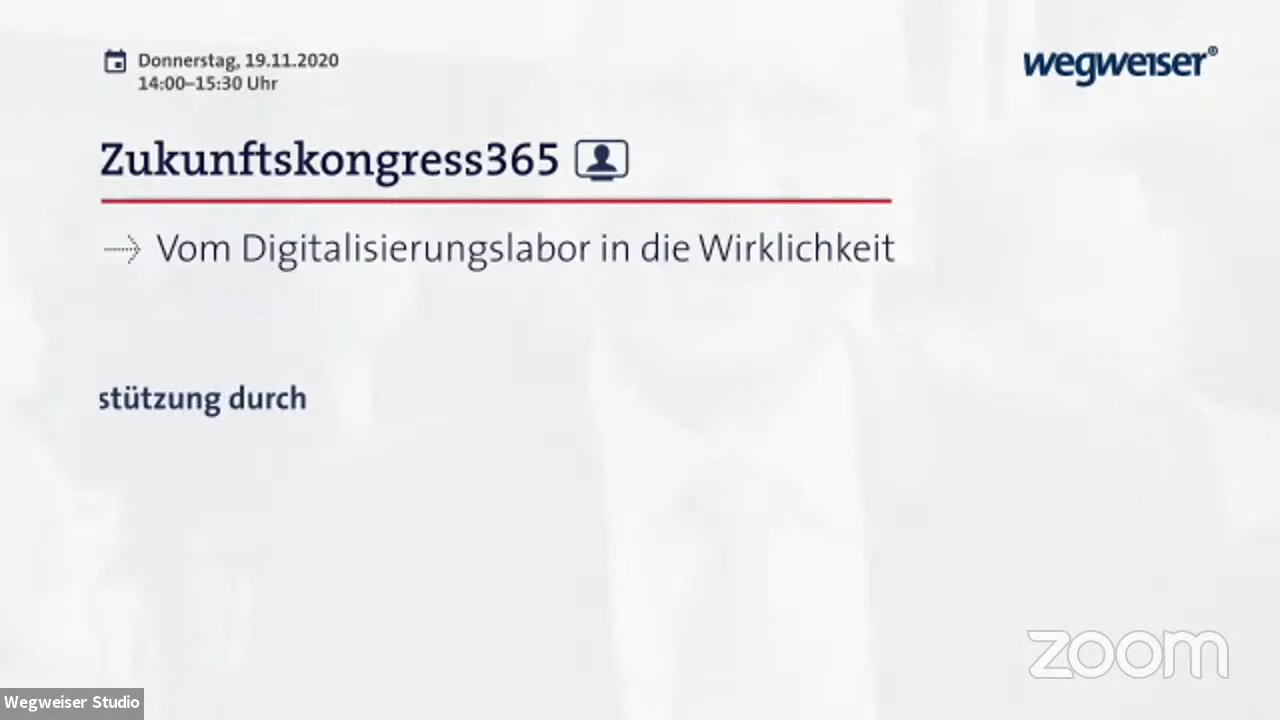 Donnerstag, 19.11.2020
14:00–15:30 Uhr
wegweiser®
Zukunftskongress365
Vom Digitalisierungslabor in die Wirklichkeit
stützung durch
zoom
Wegweiser Studio